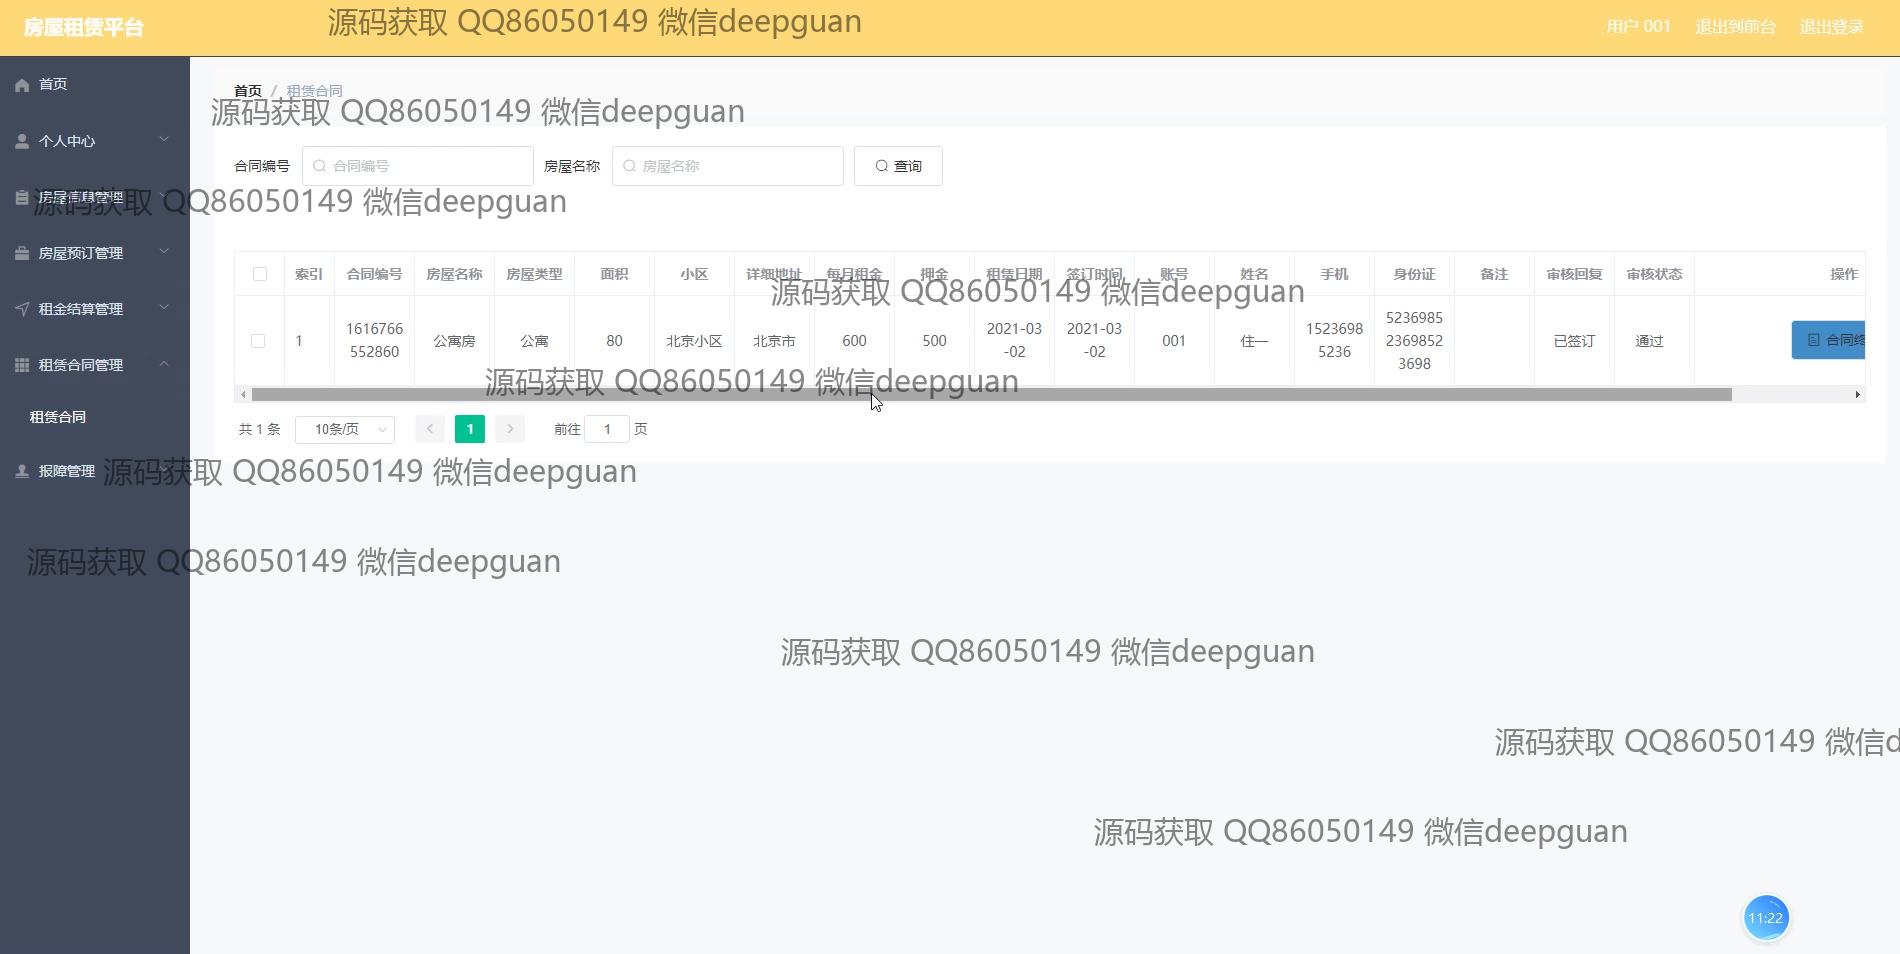 房屋租赁平台
源码获取 QQ86050149 微信deepguan
用户 001 退出到前台 退出登录
首页
首页 / 租赁合同
源码获取 QQ86050149 微信deepguan
个人中心
合同编号 合同编号 房屋名称 房屋名称 查询
房屋信息管理
源码获取 QQ86050149 微信deepguan
房屋预订管理
索引 合同编号 房屋名称 房屋类型 面积 小区 详细地址 每月租金 押金 租赁日期 签订时间 账号 姓名 手机 身份证 备注 审核回复 审核状态 操作
源码获取 QQ86050149 微信deepguan
租金结算管理
1 1616766552860 公寓房 公寓 80 北京小区 北京市 600 500 2021-03-02 2021-03-02 001 住一 15236985236 523698523698523698 已签订 通过 合同终
租赁合同管理
源码获取 QQ86050149 微信deepguan
租赁合同
共 1 条 10条/页 1 前往 1 页
报障管理
源码获取 QQ86050149 微信deepguan
源码获取 QQ86050149 微信deepguan
源码获取 QQ86050149 微信deepguan
源码获取 QQ86050149 微信d
源码获取 QQ86050149 微信deepguan
11:22